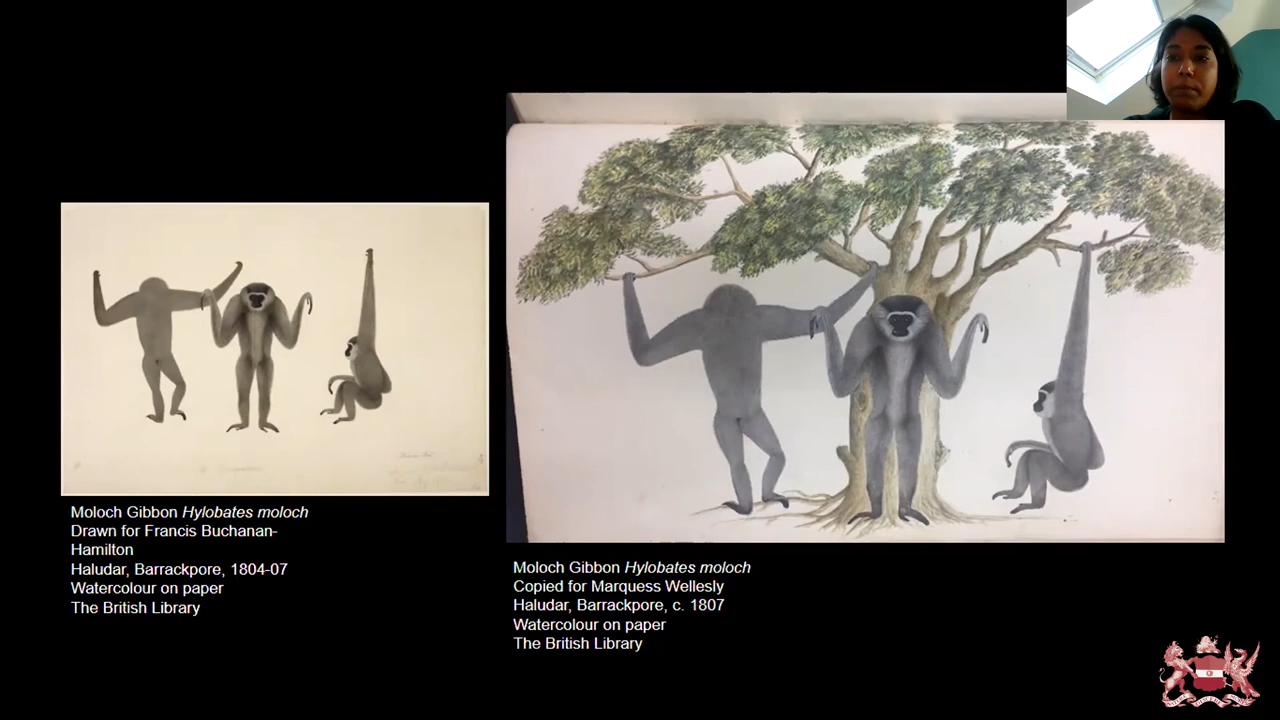 Moloch Gibbon Hylobates moloch
Drawn for Francis Buchanan-
Hamilton
Haludar, Barrackpore, 1804-07
Watercolour on paper
The British Library
Moloch Gibbon Hylobates moloch
Copied for Marquess Wellesly
Haludar, Barrackpore, c. 1807
Watercolour on paper
The British Library